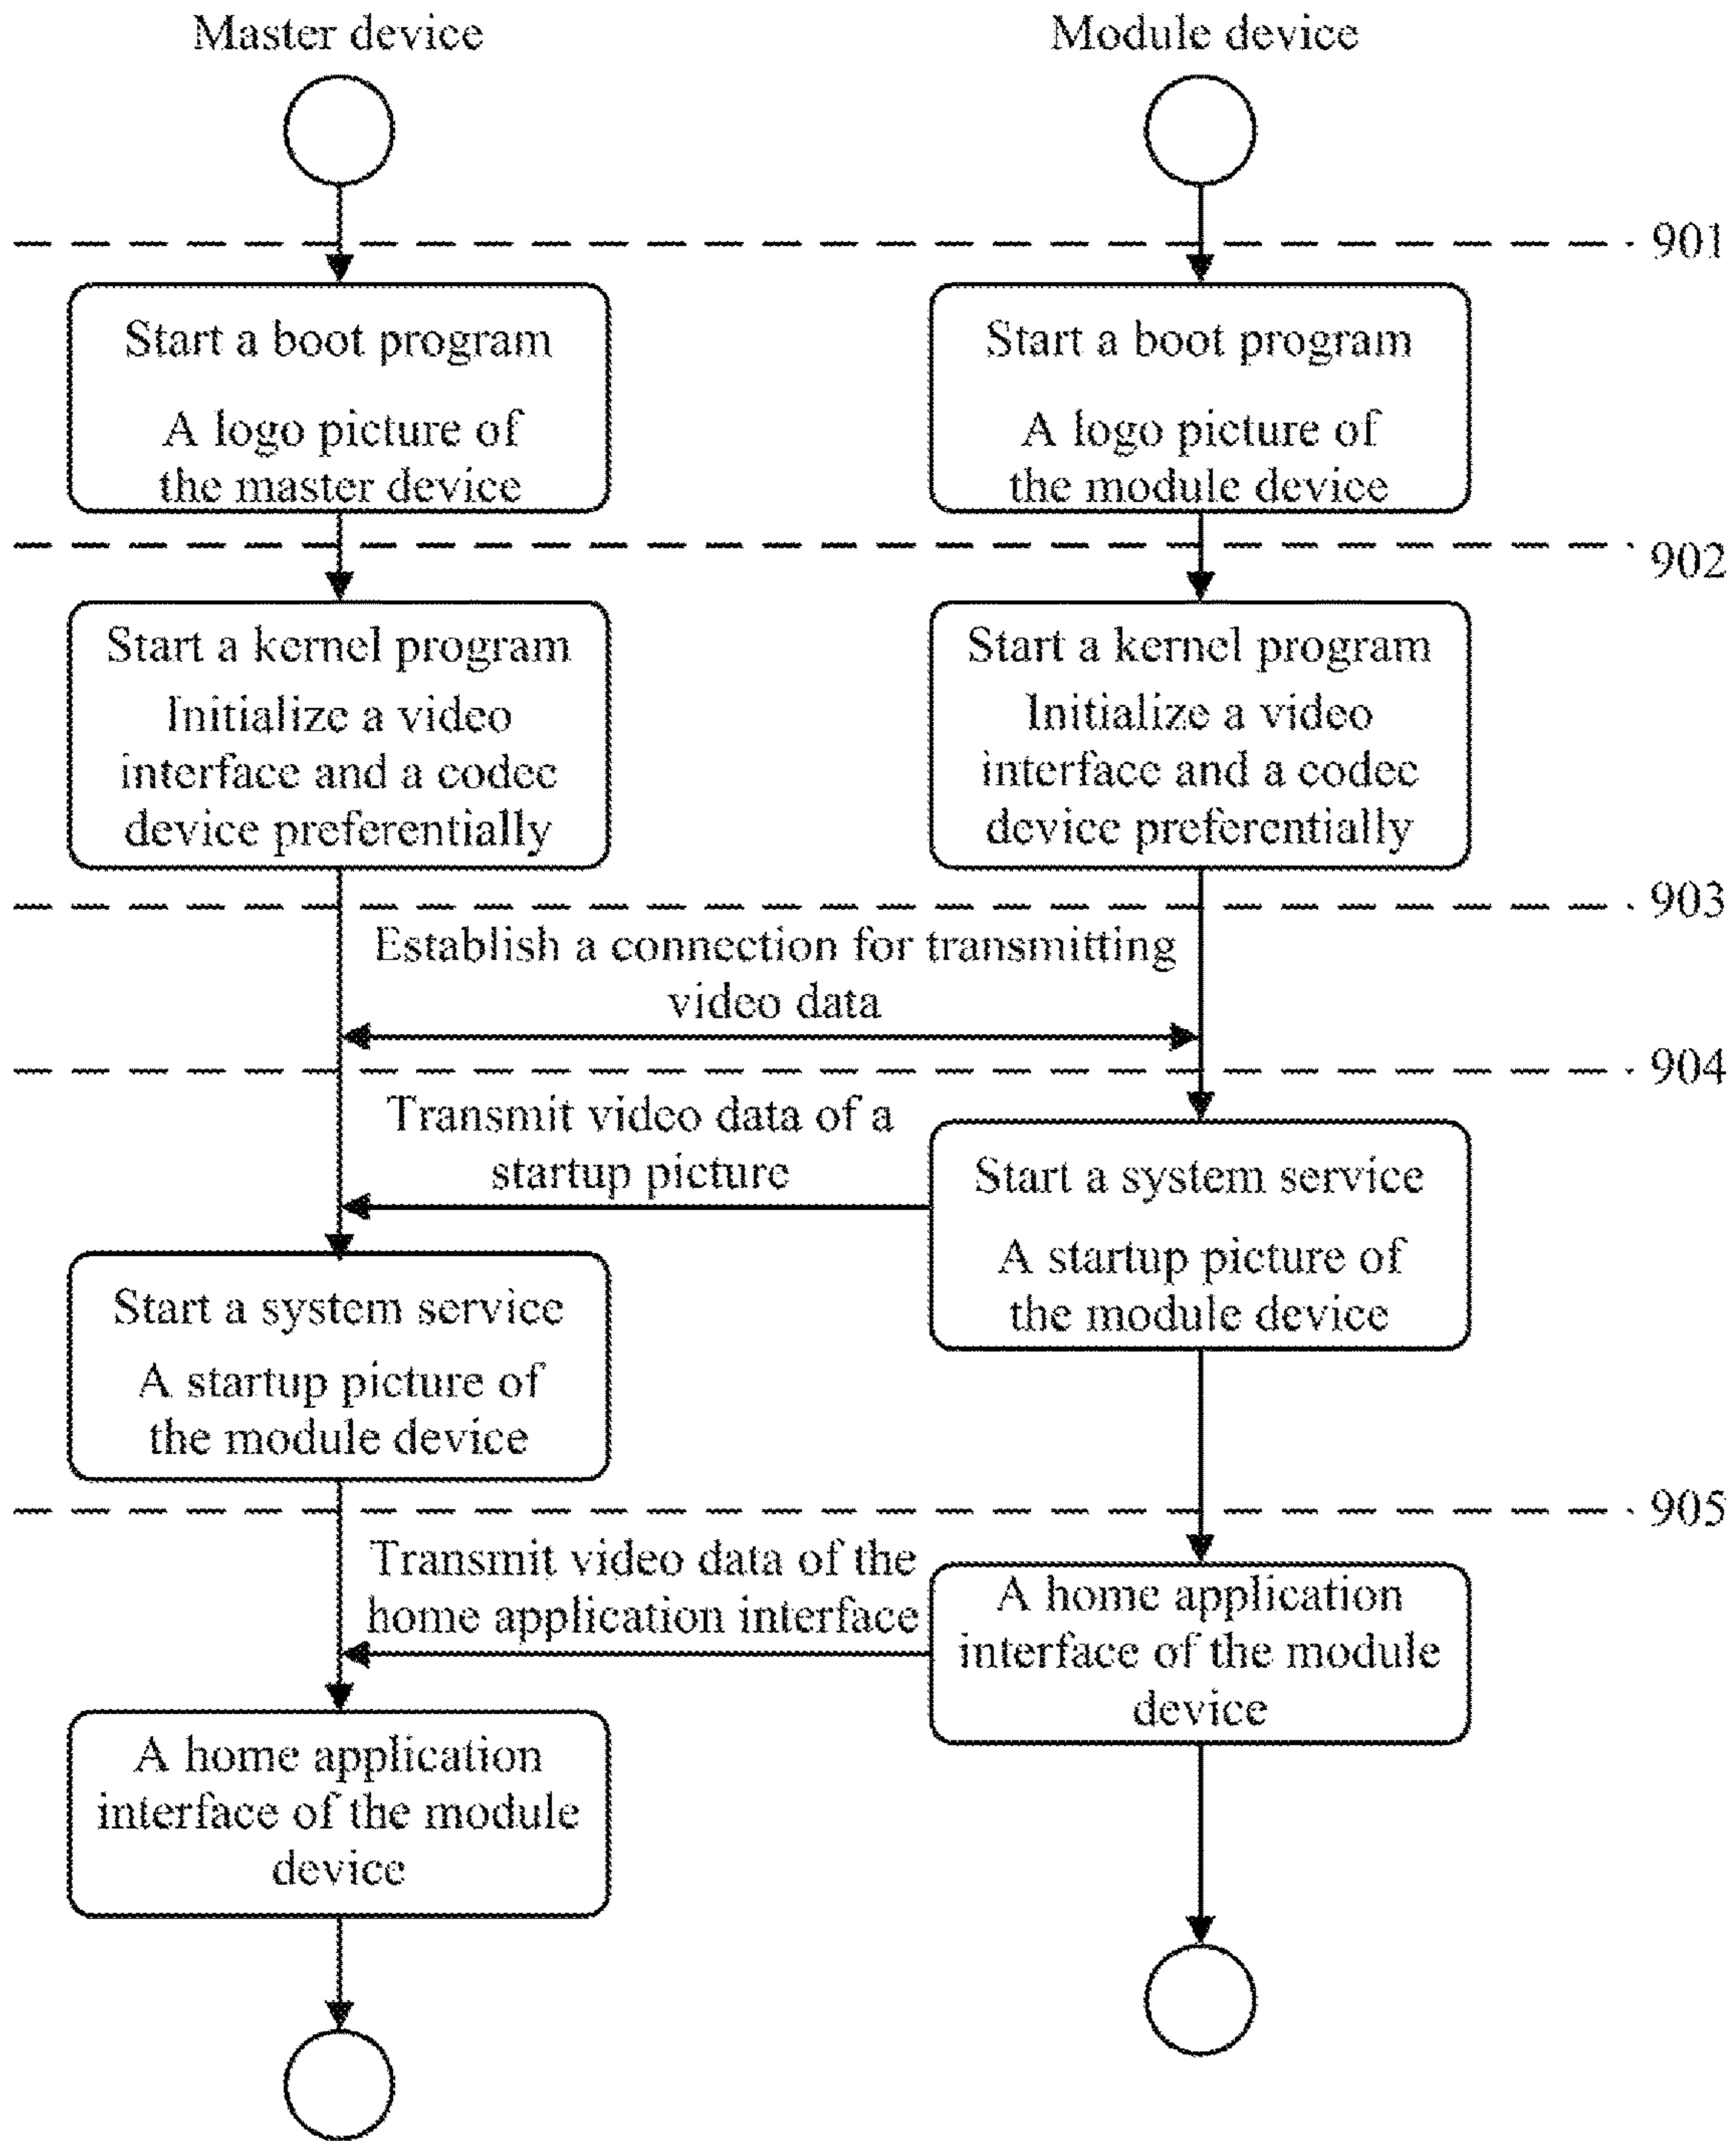 Master device
Module device
901
Start a boot program
A logo picture of
the master device
Start a boot program
A logo picture of
the module device
902
Start a kernel program
Initialize a video
interface and a codec
device preferentially
Start a kernel program
Initialize a video
interface and a codec
device preferentially
903
Establish a connection for transmitting
video data
904
Transmit video data of a
startup picture
Start a system service
A startup picture of
the module device
Start a system service
A startup picture of
the module device
905
Transmit video data of the
home application interface
A home application
interface of the module
device
A home application
interface of the module
device